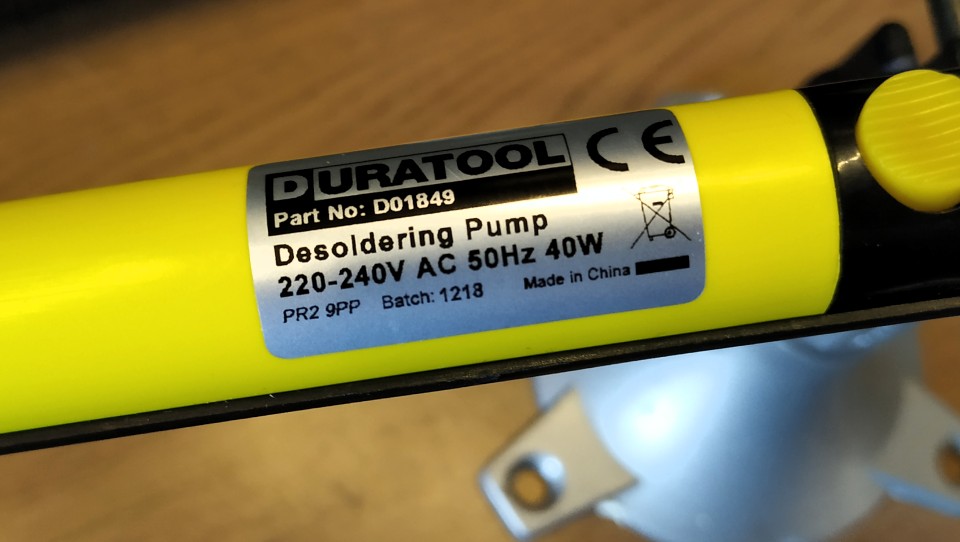 DURATOOL
CE
Part No: D01849
Desoldering Pump
220-240V AC 50Hz 40W
PR2 9PP Batch: 1218 Made in China